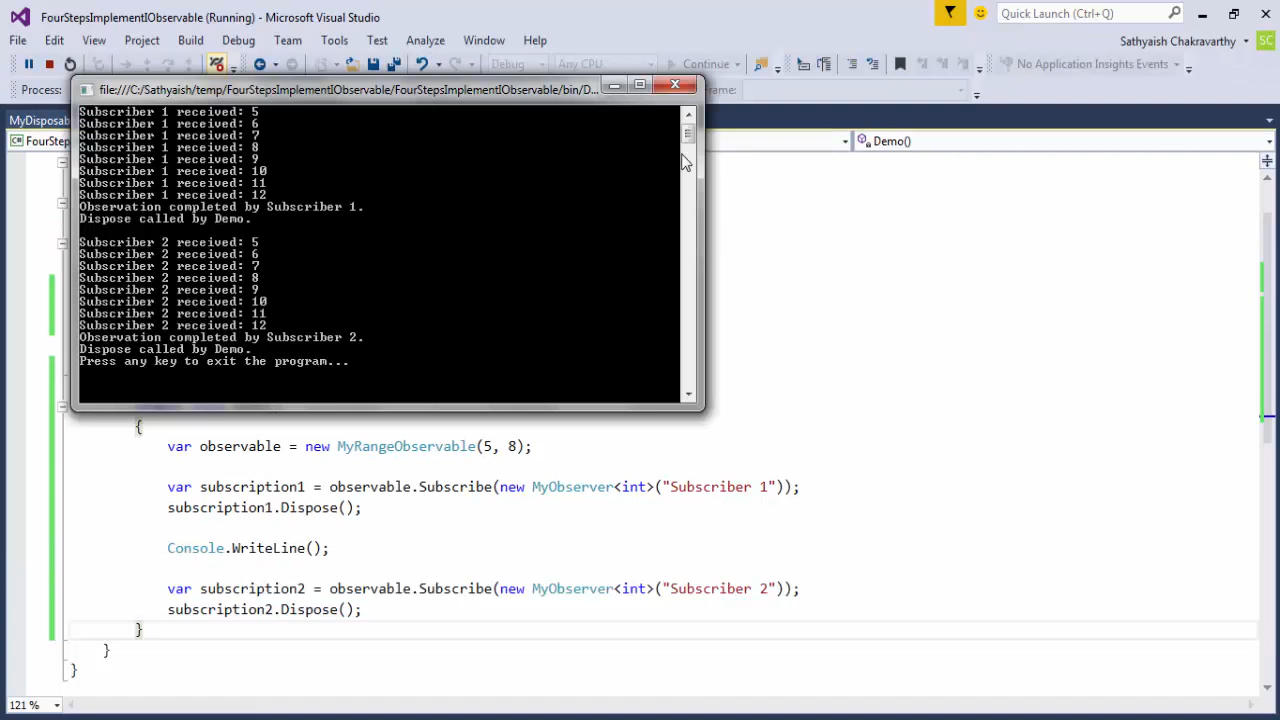 FourStepsImplementIObservable (Running) - Microsoft Visual Studio
Quick Launch (Ctrl+Q)
File Edit View Project Build Debug Team Tools Test Analyze Window Help
Sathyaish Chakravarthy SC
Debug Any CPU Continue No Application Insights Events
Process: Frame:
file:///C:/Sathyaish/temp/FourStepsImplementIObservable/FourStepsImplementIObservable/bin/D...
MyDisposa
FourStep
Demo()
Subscriber 1 received: 5
Subscriber 1 received: 6
Subscriber 1 received: 7
Subscriber 1 received: 8
Subscriber 1 received: 9
Subscriber 1 received: 10
Subscriber 1 received: 11
Subscriber 1 received: 12
Observation completed by Subscriber 1.
Dispose called by Demo.
Subscriber 2 received: 5
Subscriber 2 received: 6
Subscriber 2 received: 7
Subscriber 2 received: 8
Subscriber 2 received: 9
Subscriber 2 received: 10
Subscriber 2 received: 11
Subscriber 2 received: 12
Observation completed by Subscriber 2.
Dispose called by Demo.
Press any key to exit the program...
{
var observable = new MyRangeObservable(5, 8);
var subscription1 = observable.Subscribe(new MyObserver<int>("Subscriber 1"));
subscription1.Dispose();
Console.WriteLine();
var subscription2 = observable.Subscribe(new MyObserver<int>("Subscriber 2"));
subscription2.Dispose();
}
}
}
121 %